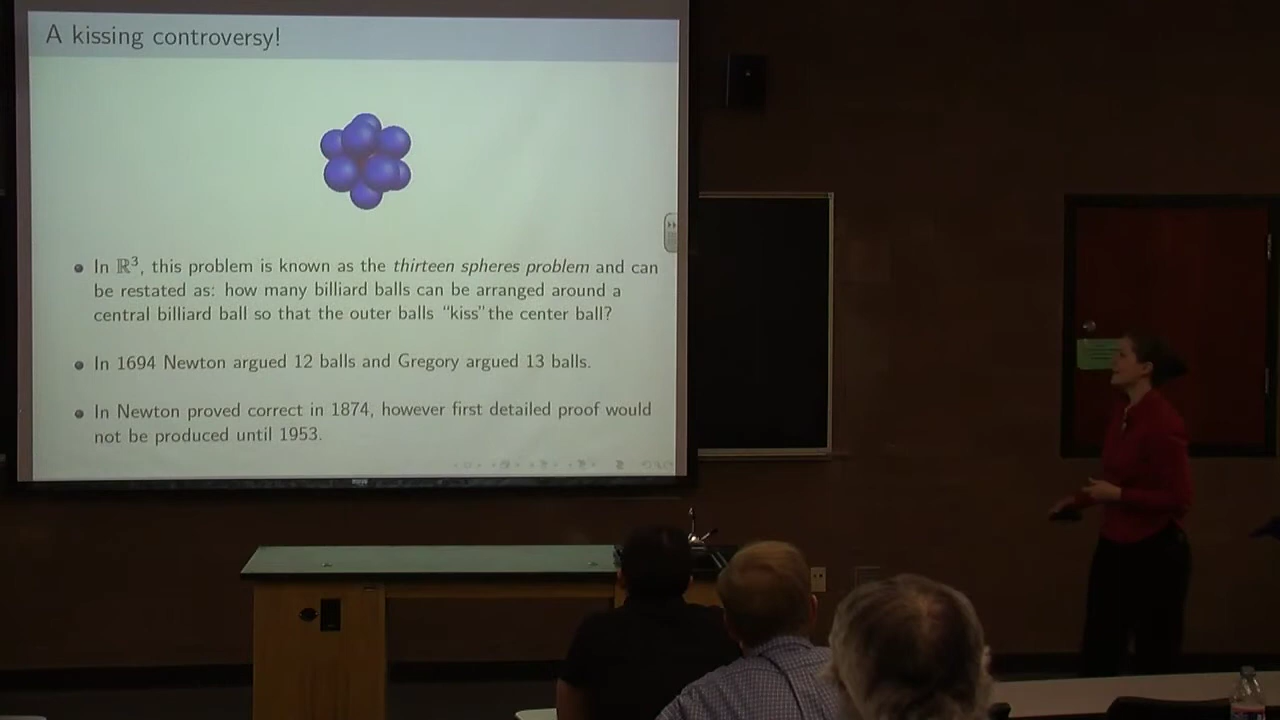 A kissing controversy!
In ℝ³, this problem is known as the thirteen spheres problem and can
be restated as: how many billiard balls can be arranged around a
central billiard ball so that the outer balls “kiss”the center ball?
In 1694 Newton argued 12 balls and Gregory argued 13 balls.
In Newton proved correct in 1874, however first detailed proof would
not be produced until 1953.